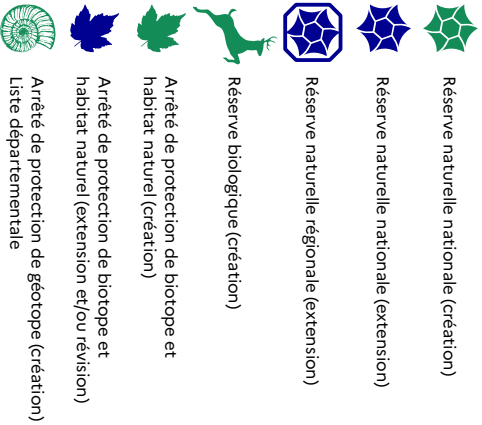 Réserve naturelle nationale (création)
Réserve naturelle nationale (extension)
Réserve naturelle régionale (extension)
Réserve biologique (création)
Arrêté de protection de biotope et
habitat naturel (création)
Arrêté de protection de biotope et
habitat naturel (extension et/ou révision)
Arrêté de protection de géotope (création)
Liste départementale